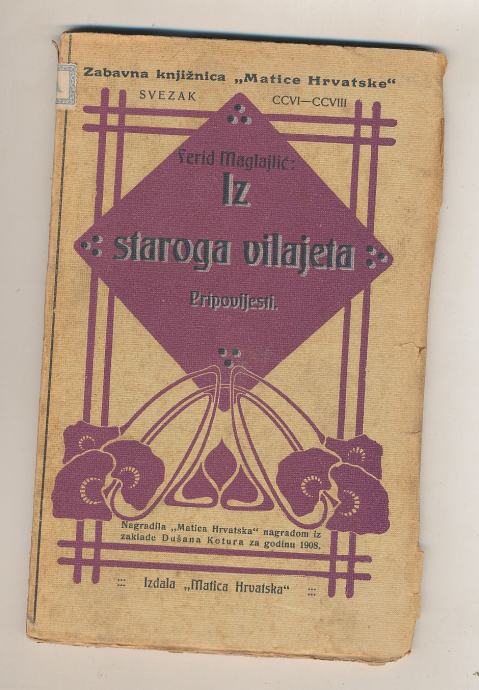 Zabavna knjižnica „Matice Hrvatske“
SVEZAK CCVI—CCVIII
Ferid Maglajlić:
Iz
staroga vilajeta
Pripovijesti.
Nagradila „Matica Hrvatska“ nagradom iz
zaklade Dušana Kotura za godinu 1908.
Izdala „Matica Hrvatska“